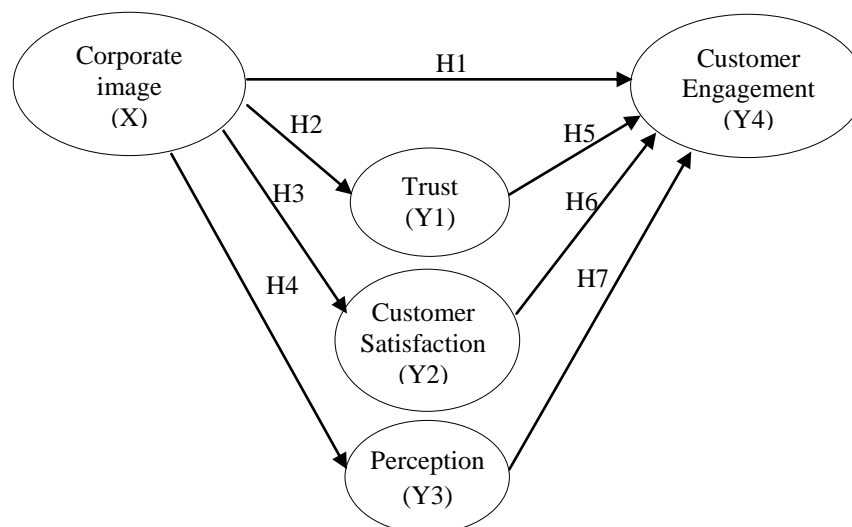 Corporate
image
(X)
H1
Customer
Engagement
(Y4)
H2
H5
Trust
(Y1)
H3
H6
H4
H7
Customer
Satisfaction
(Y2)
Perception
(Y3)